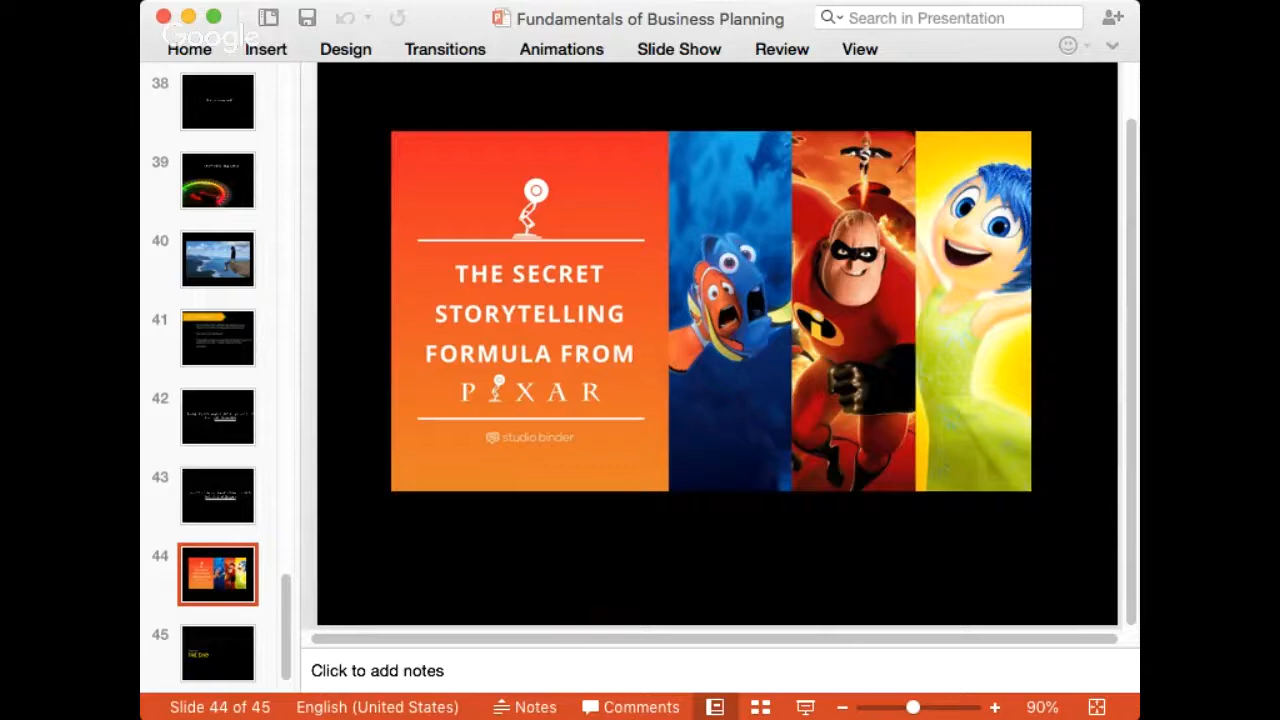 Fundamentals of Business Planning
Search in Presentation
Google
Home Insert Design Transitions Animations Slide Show Review View
38
39
40
41
42
43
44
45
THE SECRET
STORYTELLING
FORMULA FROM
PIXAR
studiobinder
Click to add notes
Slide 44 of 45 English (United States) Notes Comments 90%